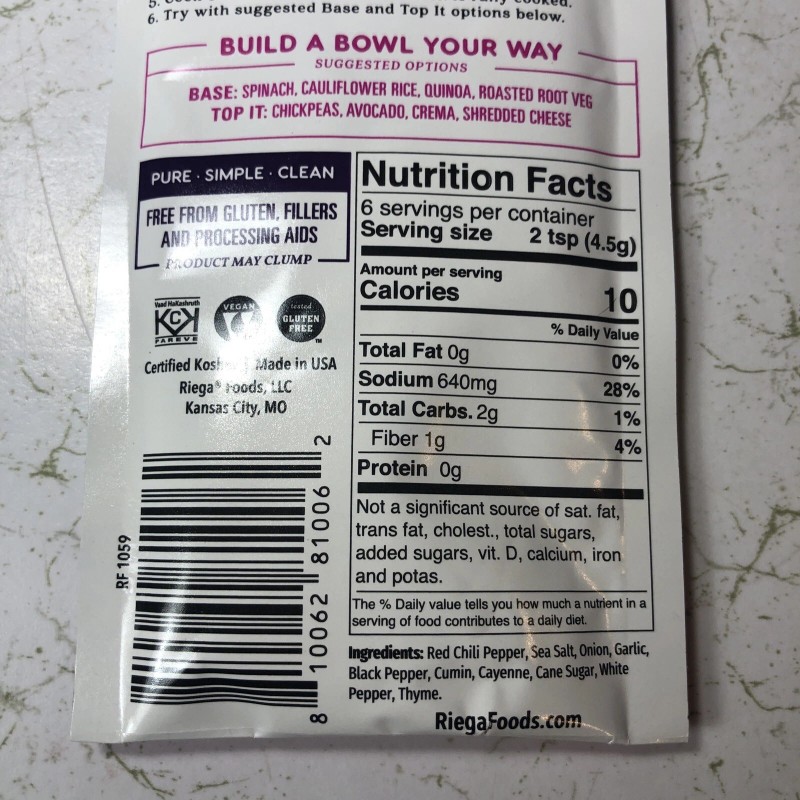 6. Try with suggested Base and Top It options below.
BUILD A BOWL YOUR WAY
SUGGESTED OPTIONS
BASE: SPINACH, CAULIFLOWER RICE, QUINOA, ROASTED ROOT VEG
TOP IT: CHICKPEAS, AVOCADO, CREMA, SHREDDED CHEESE
PURE · SIMPLE · CLEAN
FREE FROM GLUTEN, FILLERS
AND PROCESSING AIDS
PRODUCT MAY CLUMP
Vaad HaKashruth
KCK
PAREVE
VEGAN
tested
GLUTEN
FREE
TM
Certified Kosher | Made in USA
Riega® Foods, LLC
Kansas City, MO
RF 1059
8 10062 81006 2
Nutrition Facts
6 servings per container
Serving size 2 tsp (4.5g)
Amount per serving
Calories 10
% Daily Value
Total Fat 0g 0%
Sodium 640mg 28%
Total Carbs. 2g 1%
Fiber 1g 4%
Protein 0g
Not a significant source of sat. fat,
trans fat, cholest., total sugars,
added sugars, vit. D, calcium, iron
and potas.
The % Daily value tells you how much a nutrient in a
serving of food contributes to a daily diet.
Ingredients: Red Chili Pepper, Sea Salt, Onion, Garlic,
Black Pepper, Cumin, Cayenne, Cane Sugar, White
Pepper, Thyme.
RiegaFoods.com